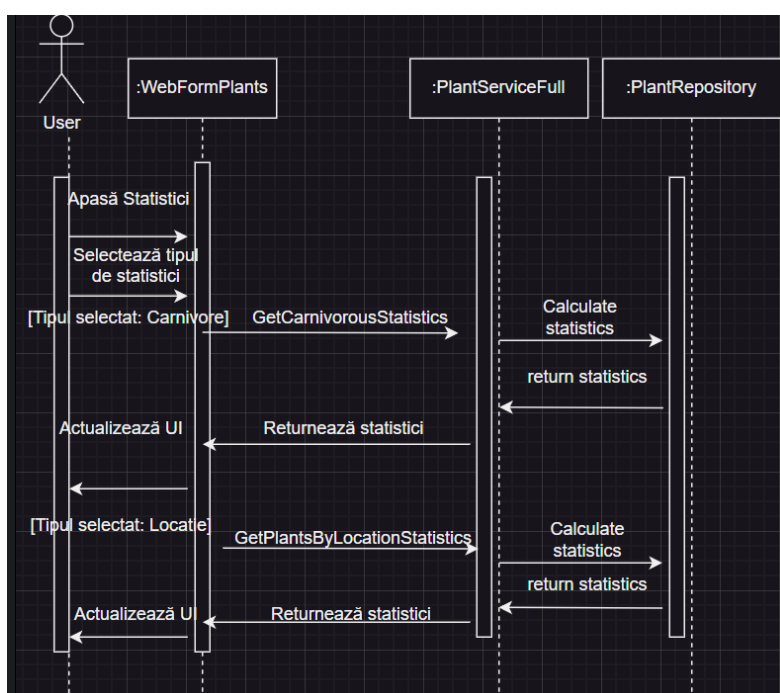 :WebFormPlants
:PlantServiceFull
:PlantRepository
User
Apasă Statistici
Selectează tipul
de statistici
[Tipul selectat: Carnivore]
GetCarnivorousStatistics
Calculate
statistics
return statistics
Actualizează UI
Returnează statistici
[Tipul selectat: Locatie]
GetPlantsByLocationStatistics
Calculate
statistics
return statistics
Actualizează UI
Returnează statistici